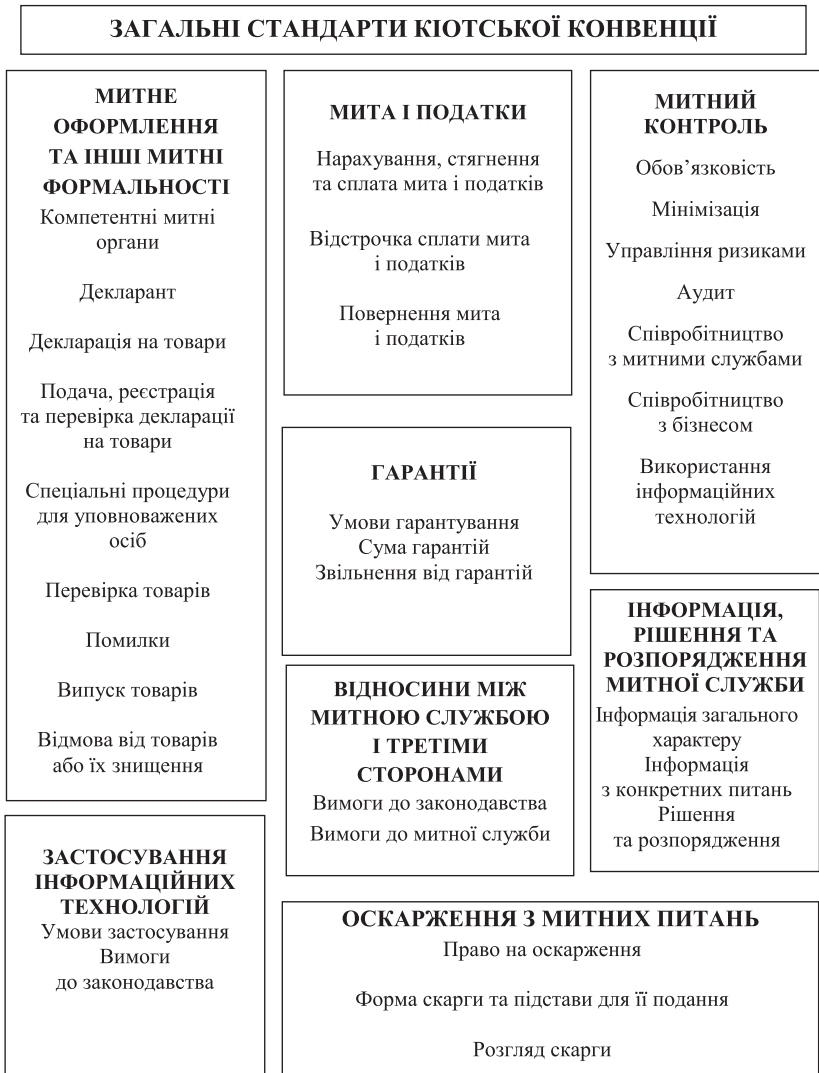 ЗАГАЛЬНІ СТАНДАРТИ КІОТСЬКОЇ КОНВЕНЦІЇ
МИТНЕ
ОФОРМЛЕННЯ
ТА ІНШІ МИТНІ
ФОРМАЛЬНОСТІ
Компетентні митні
органи
Декларант
Декларація на товари
Подача, реєстрація
та перевірка декларації
на товари
Спеціальні процедури
для уповноважених
осіб
Перевірка товарів
Помилки
Випуск товарів
Відмова від товарів
або їх знищення
МИТА І ПОДАТКИ
Нарахування, стягнення
та сплата мита і податків
Відстрочка сплати мита
і податків
Повернення мита
і податків
МИТНИЙ
КОНТРОЛЬ
Обов’язковість
Мінімізація
Управління ризиками
Аудит
Співробітництво
з митними службами
Співробітництво
з бізнесом
Використання
інформаційних
технологій
ГАРАНТІЇ
Умови гарантування
Сума гарантій
Звільнення від гарантій
ІНФОРМАЦІЯ,
РІШЕННЯ ТА
РОЗПОРЯДЖЕННЯ
МИТНОЇ СЛУЖБИ
Інформація загального
характеру
Інформація
з конкретних питань
Рішення
та розпорядження
ВІДНОСИНИ МІЖ
МИТНОЮ СЛУЖБОЮ
І ТРЕТІМИ
СТОРОНАМИ
Вимоги до законодавства
Вимоги до митної служби
ЗАСТОСУВАННЯ
ІНФОРМАЦІЙНИХ
ТЕХНОЛОГІЙ
Умови застосування
Вимоги
до законодавства
ОСКАРЖЕННЯ З МИТНИХ ПИТАНЬ
Право на оскарження
Форма скарги та підстави для її подання
Розгляд скарги